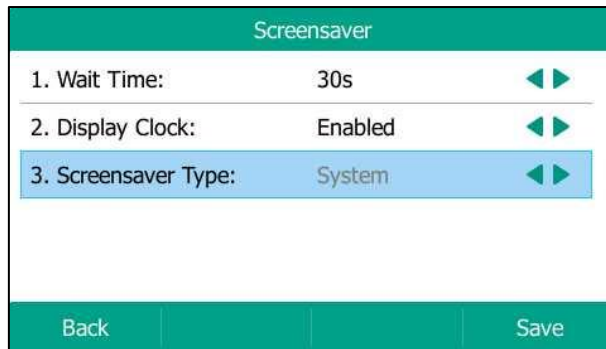 Screensaver
1. Wait Time: 30s
2. Display Clock: Enabled
3. Screensaver Type: System
Back Save